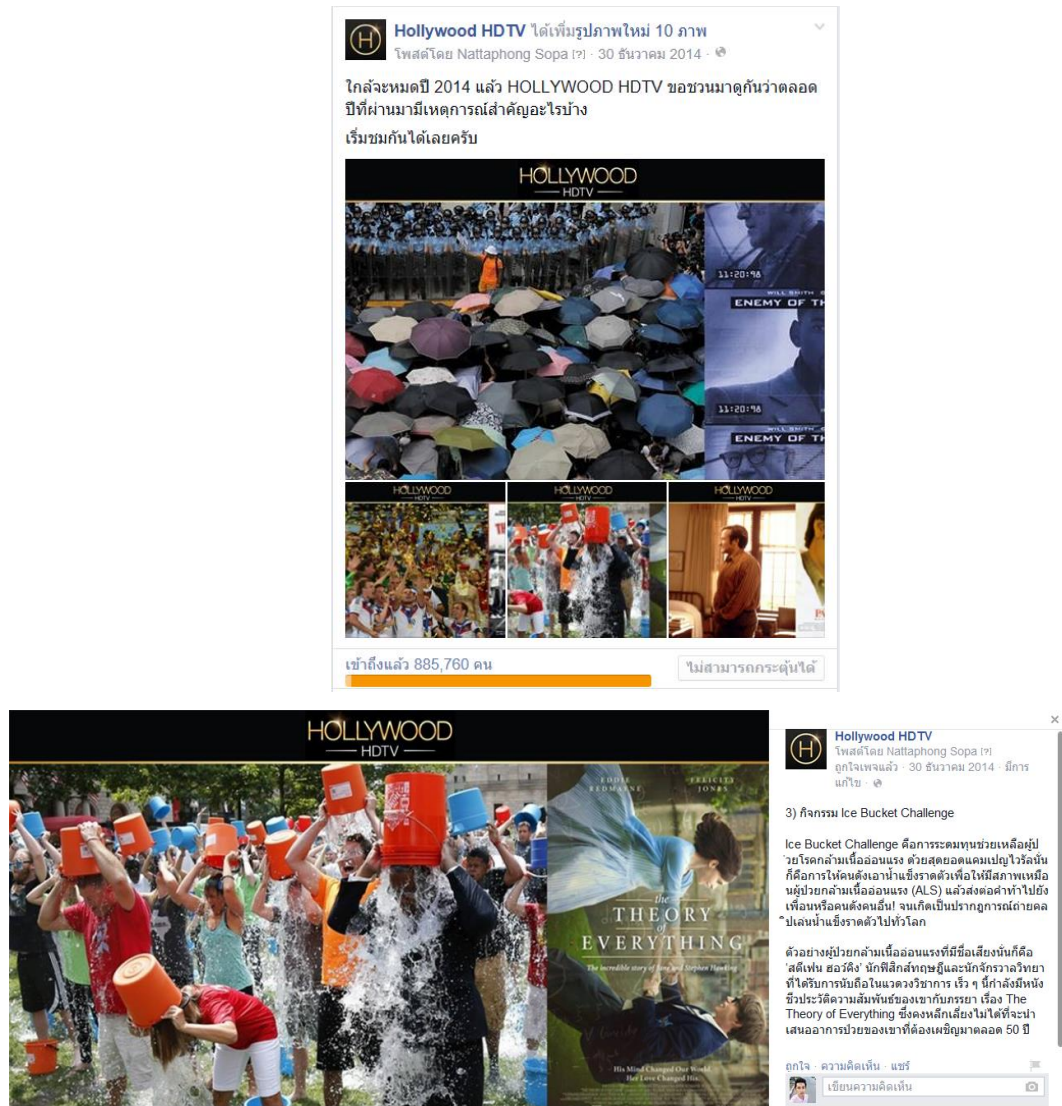 Hollywood HDTV ได้เพิ่มรูปภาพใหม่ 10 ภาพ
โพสต์โดย Nattaphong Sopa [?] · 30 ธันวาคม 2014 ·
ใกล้จะหมดปี 2014 แล้ว HOLLYWOOD HDTV ขอชวนมาดูกันว่าตลอด
ปีที่ผ่านมามีเหตุการณ์สำคัญอะไรบ้าง
เริ่มชมกันได้เลยครับ
HOLLYWOOD
HDTV
11:20:98
WILL SMITH
ENEMY OF TH
11:20:98
WILL SMITH
ENEMY OF TH
HOLLYWOOD
HDTV
HOLLYWOOD
HDTV
HOLLYWOOD
HDTV
เข้าถึงแล้ว 885,760 คน
ไม่สามารถกระตุ้นได้
HOLLYWOOD
HDTV
EDDIE REDMAYNE
FELICITY JONES
the
THEORY
of
EVERYTHING
The incredible story of Jane and Stephen Hawking
His Mind Changed Our World.
Her Love Changed His.
Hollywood HDTV
โพสต์โดย Nattaphong Sopa [?]
ถูกใจเพจแล้ว · 30 ธันวาคม 2014 · มีการ
แก้ไข ·
3) กิจกรรม Ice Bucket Challenge
Ice Bucket Challenge คือการระดมทุนช่วยเหลือผู้ป
่วยโรคกล้ามเนื้ออ่อนแรง ด้วยสุดยอดแคมเปญไวรัลนั่น
ก็คือการให้คนดังเอาน้ำแข็งราดตัวเพื่อให้มีสภาพเหมือ
นผู้ป่วยกล้ามเนื้ออ่อนแรง (ALS) แล้วส่งต่อคำท้าไปยัง
เพื่อนหรือคนดังคนอื่น! จนเกิดเป็นปรากฎการณ์ถ่ายคล
ิปเล่นน้ำแข็งราดตัวไปทั่วโลก
ตัวอย่างผู้ป่วยกล้ามเนื้ออ่อนแรงที่มีชื่อเสียงนั่นก็คือ
'สตีเฟ่น ฮอว์คิง' นักฟิสิกส์ทฤษฎีและนักจักรวาลวิทยา
ที่ได้รับการนับถือในแวดวงวิชาการ เร็ว ๆ นี้กำลังมีหนัง
ชีวประวัติความสัมพันธ์ของเขากับภรรยา เรื่อง The
Theory of Everything ซึ่งคงหลีกเลี่ยงไม่ได้ที่จะนำ
เสนออาการป่วยของเขาที่ต้องเผชิญมาตลอด 50 ปี
ถูกใจ · ความคิดเห็น · แชร์
เขียนความคิดเห็น